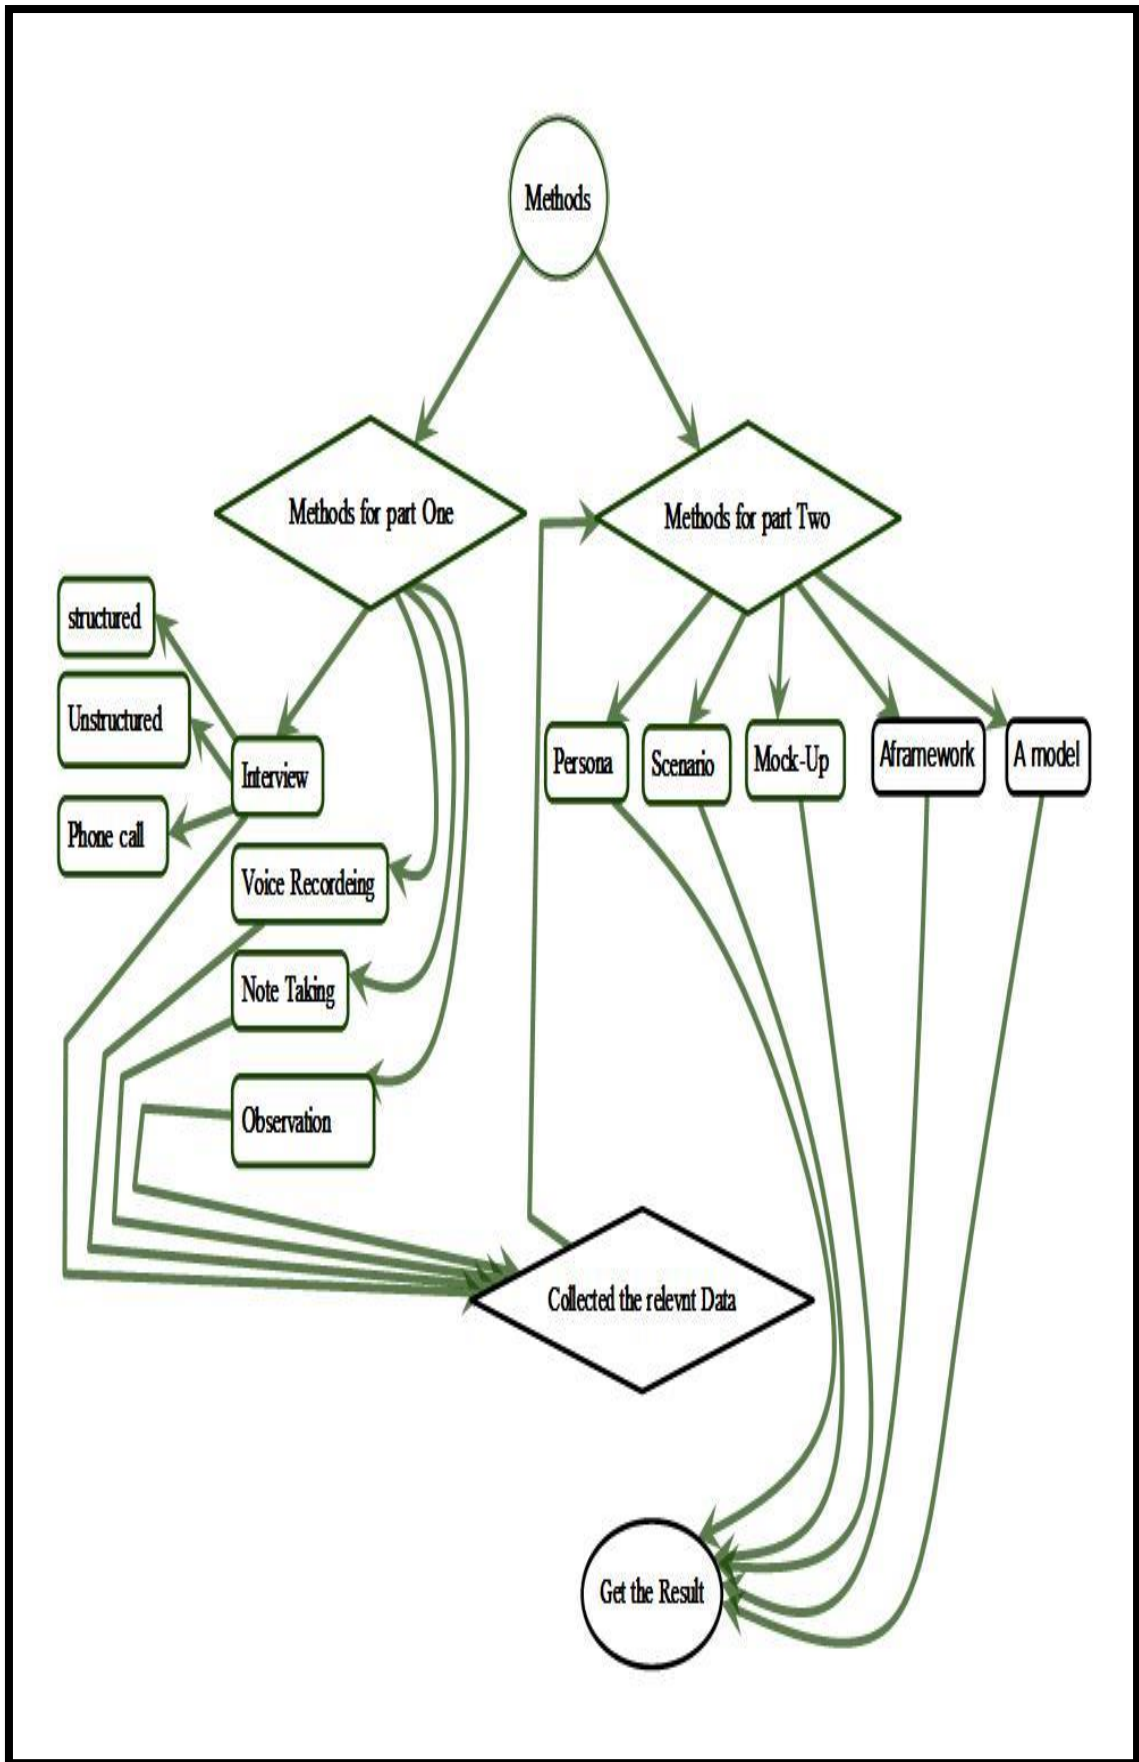 Methods
Methods for part One
Methods for part Two
structured
Unstructured
Interview
Phone call
Voice Recordeing
Note Taking
Observation
Persona
Scenario
Mock-Up
Aframework
A model
Collected the relevnt Data
Get the Result